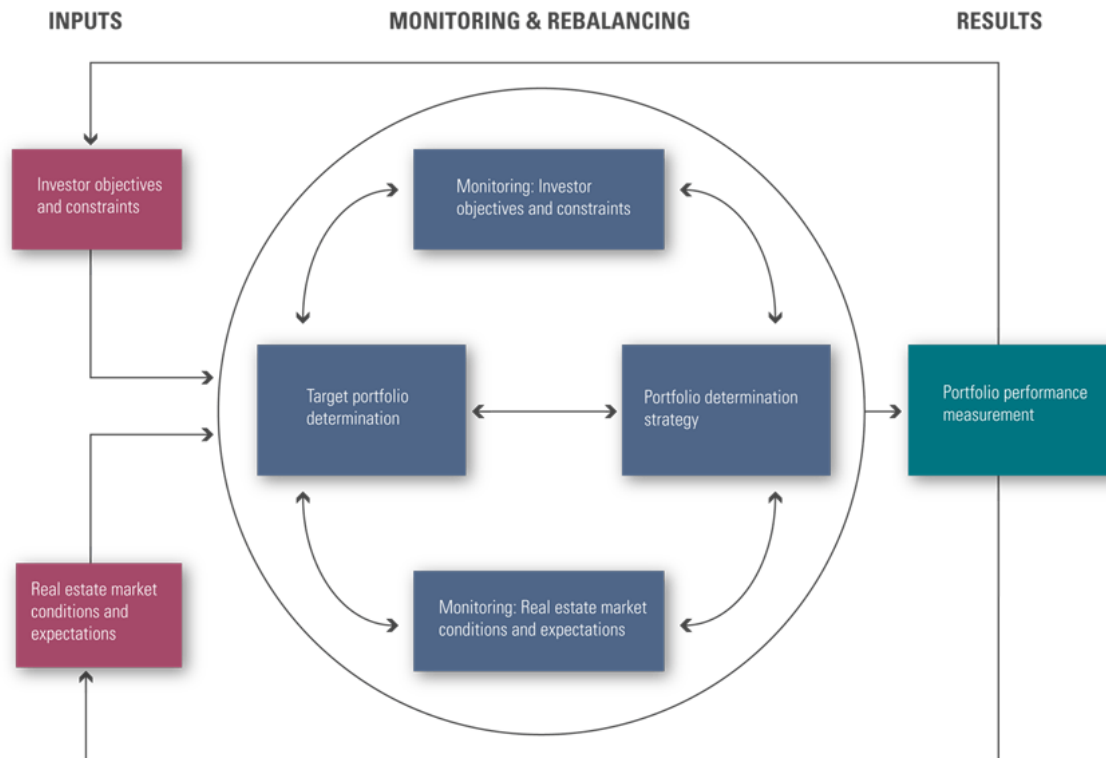 INPUTS
MONITORING & REBALANCING
RESULTS
Investor objectives
and constraints
Monitoring: Investor
objectives and constraints
Target portfolio
determination
Portfolio determination
strategy
Portfolio performance
measurement
Real estate market
conditions and
expectations
Monitoring: Real estate market
conditions and expectations